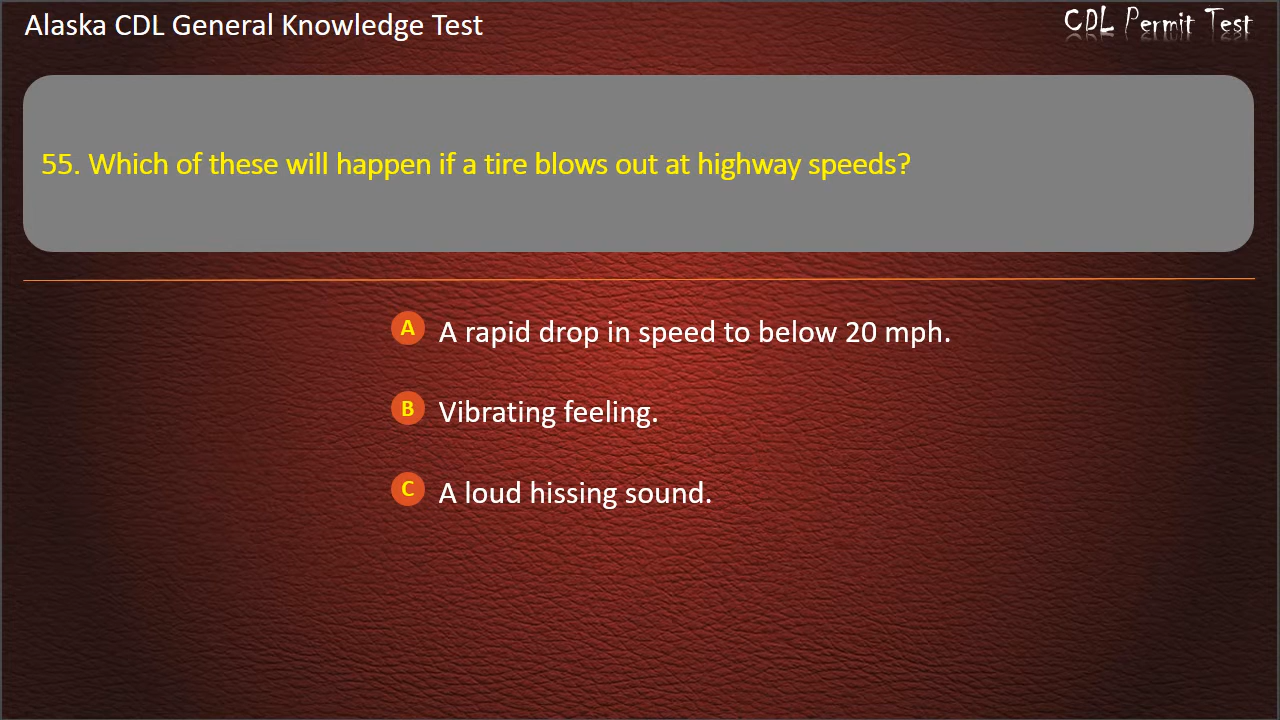 Alaska CDL General Knowledge Test
CDL Permit Test
55. Which of these will happen if a tire blows out at highway speeds?
A A rapid drop in speed to below 20 mph.
B Vibrating feeling.
C A loud hissing sound.